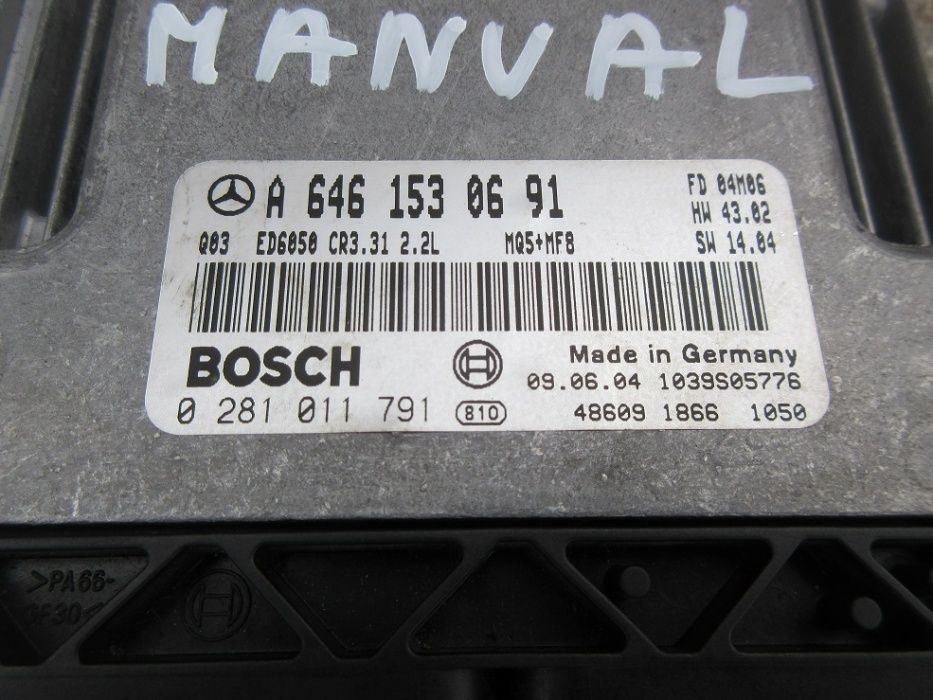 MANUAL
A 646 153 06 91
FD 04M06
HW 43.02
Q03 ED6050 CR3.31 2.2L MQ5+MF8 SW 14.04
BOSCH
Made in Germany
09.06.04 1039S05776
0 281 011 791 810 48609 1866 1050
>PA66-
GF30<